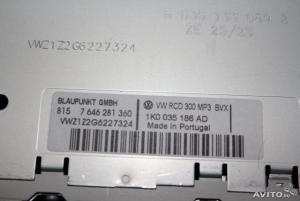 VWZ1Z2G6227324
BLAUPUNKT GMBH
815 7 646 281 360
VWZ1Z2G6227324
VW RCD 300 MP3 BVX
1K0 035 186 AD
Made in Portugal
AVITO.ru